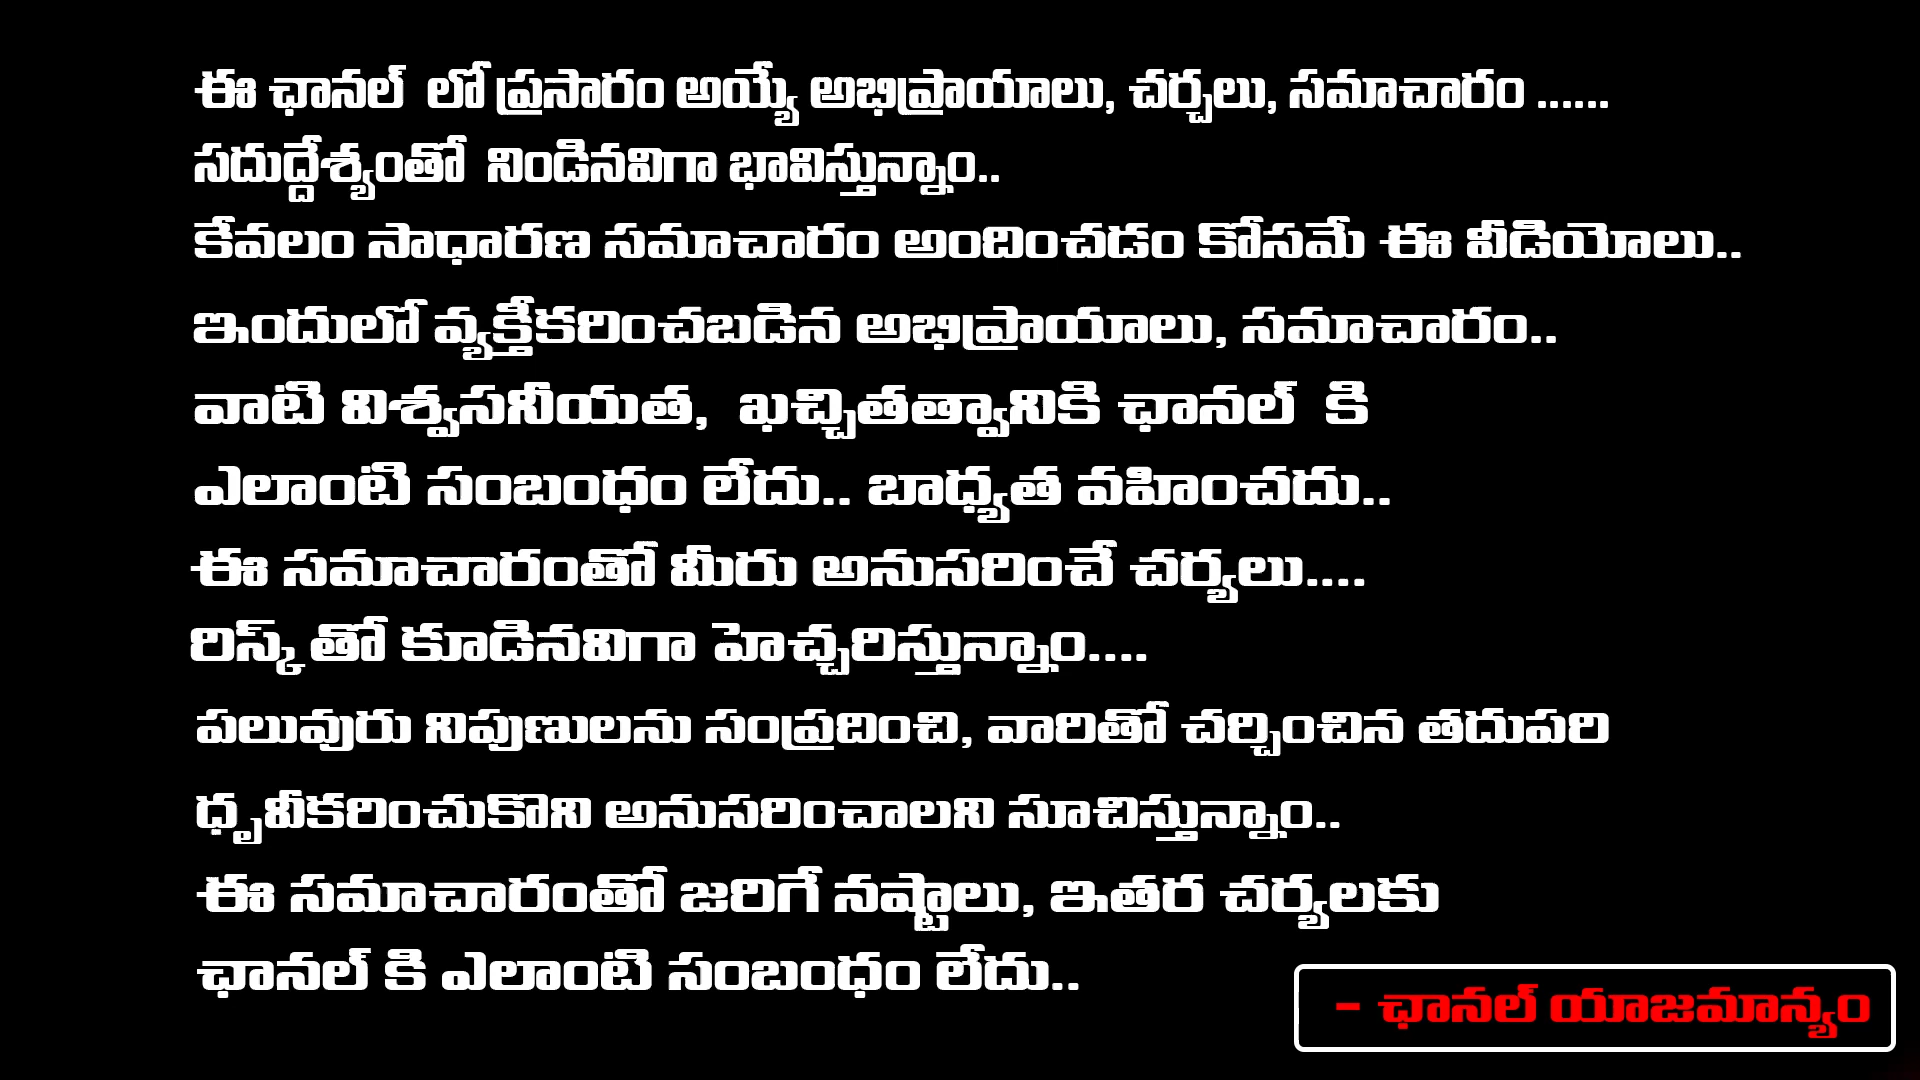 ఈ ఛానల్ లో ప్రసారం అయ్యే అభిప్రాయాలు, చర్చలు, సమాచారం ......
సదుద్దేశ్యంతో నిండినవిగా భావిస్తున్నాం..
కేవలం సాధారణ సమాచారం అందించడం కోసమే ఈ వీడియోలు..
ఇందులో వ్యక్తీకరించబడిన అభిప్రాయాలు, సమాచారం..
వాటి విశ్వసనీయత, ఖచ్చితత్వానికి ఛానల్ కి
ఎలాంటి సంబంధం లేదు.. బాధ్యత వహించదు..
ఈ సమాచారంతో మీరు అనుసరించే చర్యలు....
రిస్క్ తో కూడినవిగా హెచ్చరిస్తున్నాం....
పలువురు నిపుణులను సంప్రదించి, వారితో చర్చించిన తదుపరి
ధృవీకరించుకొని అనుసరించాలని సూచిస్తున్నాం..
ఈ సమాచారంతో జరిగే నష్టాలు, ఇతర చర్యలకు
ఛానల్ కి ఎలాంటి సంబంధం లేదు..
- ఛానల్ యాజమాన్యం